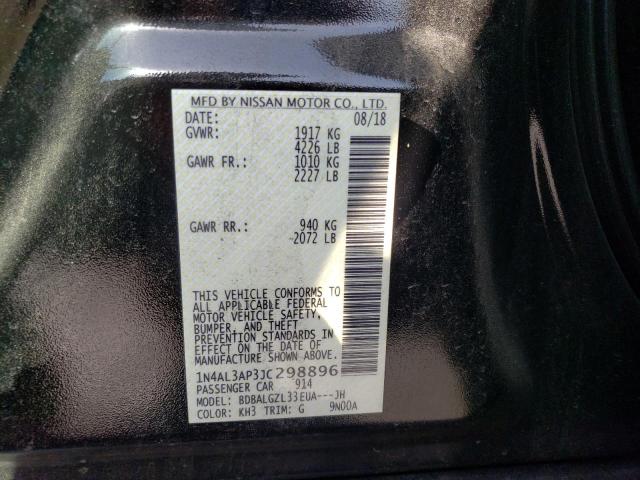 MFD BY NISSAN MOTOR CO., LTD.
DATE: 08/18
GVWR: 1917 KG
4226 LB
GAWR FR.: 1010 KG
2227 LB
GAWR RR.: 940 KG
2072 LB
THIS VEHICLE CONFORMS TO
ALL APPLICABLE FEDERAL
MOTOR VEHICLE SAFETY,
BUMPER, AND THEFT
PREVENTION STANDARDS IN
EFFECT ON THE DATE OF
MANUFACTURE SHOWN ABOVE.
1N4AL3AP3JC298896
PASSENGER CAR 914
MODEL: BDBALGZL33EUA---JH
COLOR: KH3 TRIM: G 9N00A